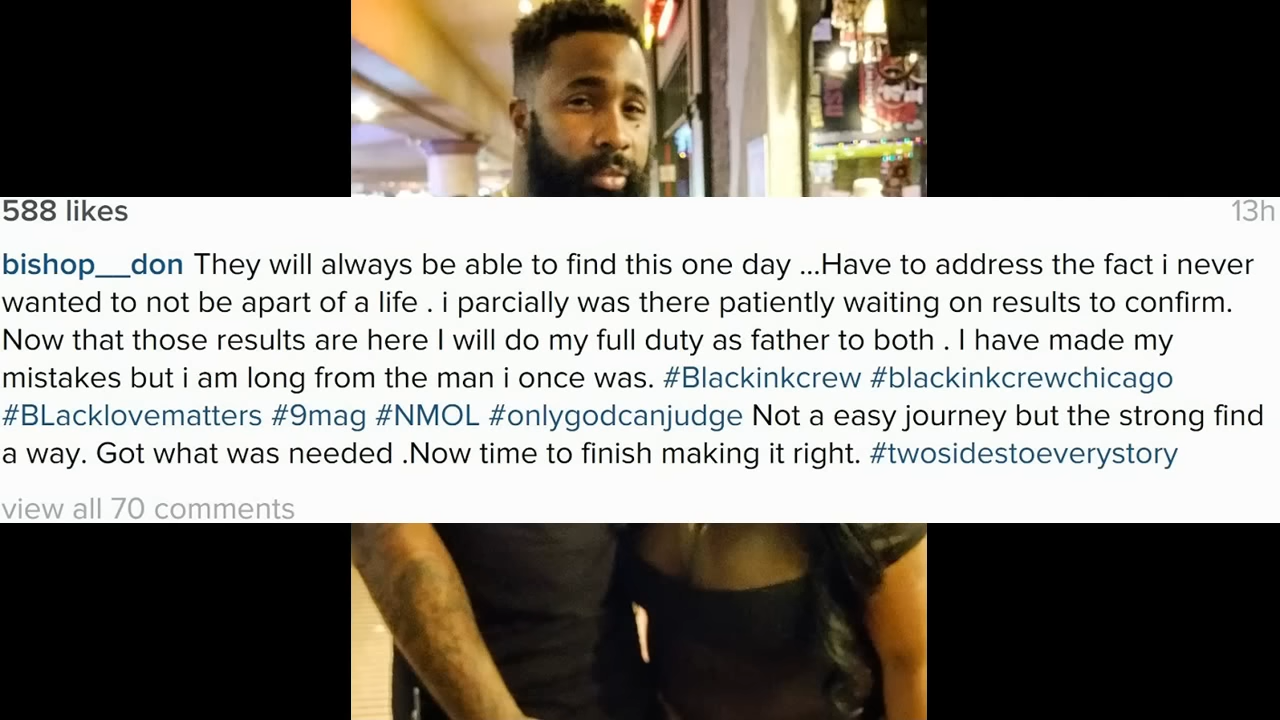 588 likes 13h
bishop__don They will always be able to find this one day ...Have to address the fact i never
wanted to not be apart of a life . i parcially was there patiently waiting on results to confirm.
Now that those results are here I will do my full duty as father to both . I have made my
mistakes but i am long from the man i once was. #Blackinkcrew #blackinkcrewchicago
#BLacklovematters #9mag #NMOL #onlygodcanjudge Not a easy journey but the strong find
a way. Got what was needed .Now time to finish making it right. #twosidestoeverystory
view all 70 comments